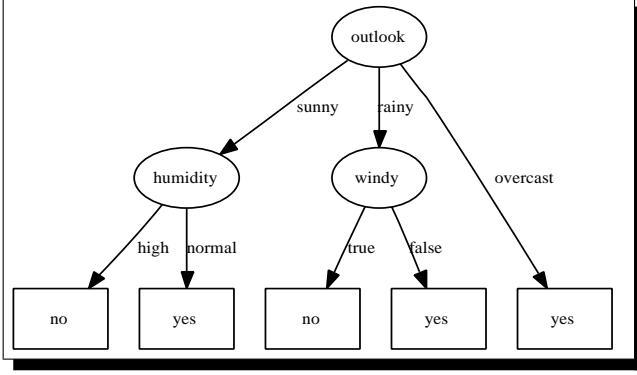 outlook
sunny
rainy
humidity
windy
overcast
high
normal
true
false
no
yes
no
yes
yes